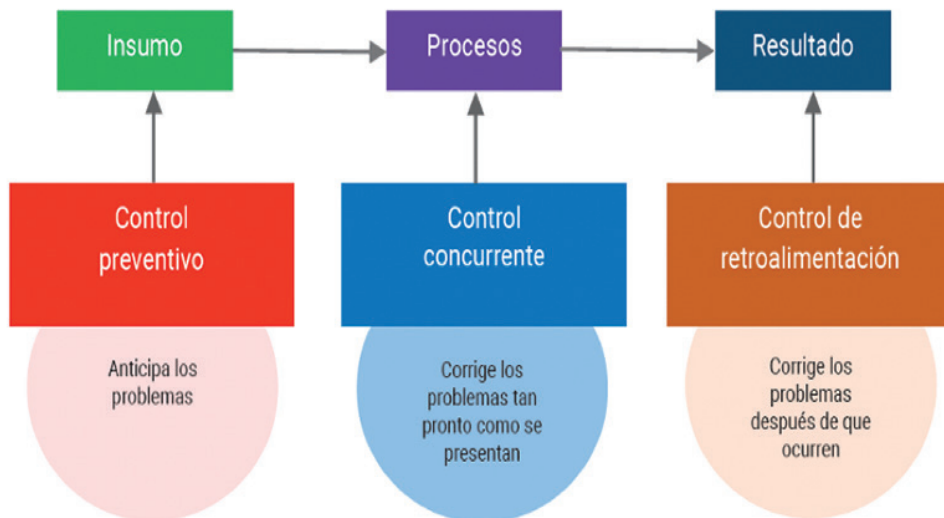 Insumo
Procesos
Resultado
Control
preventivo
Control
concurrente
Control de
retroalimentación
Anticipa los
problemas
Corrige los
problemas tan
pronto como se
presentan
Corrige los
problemas
después de que
ocurren